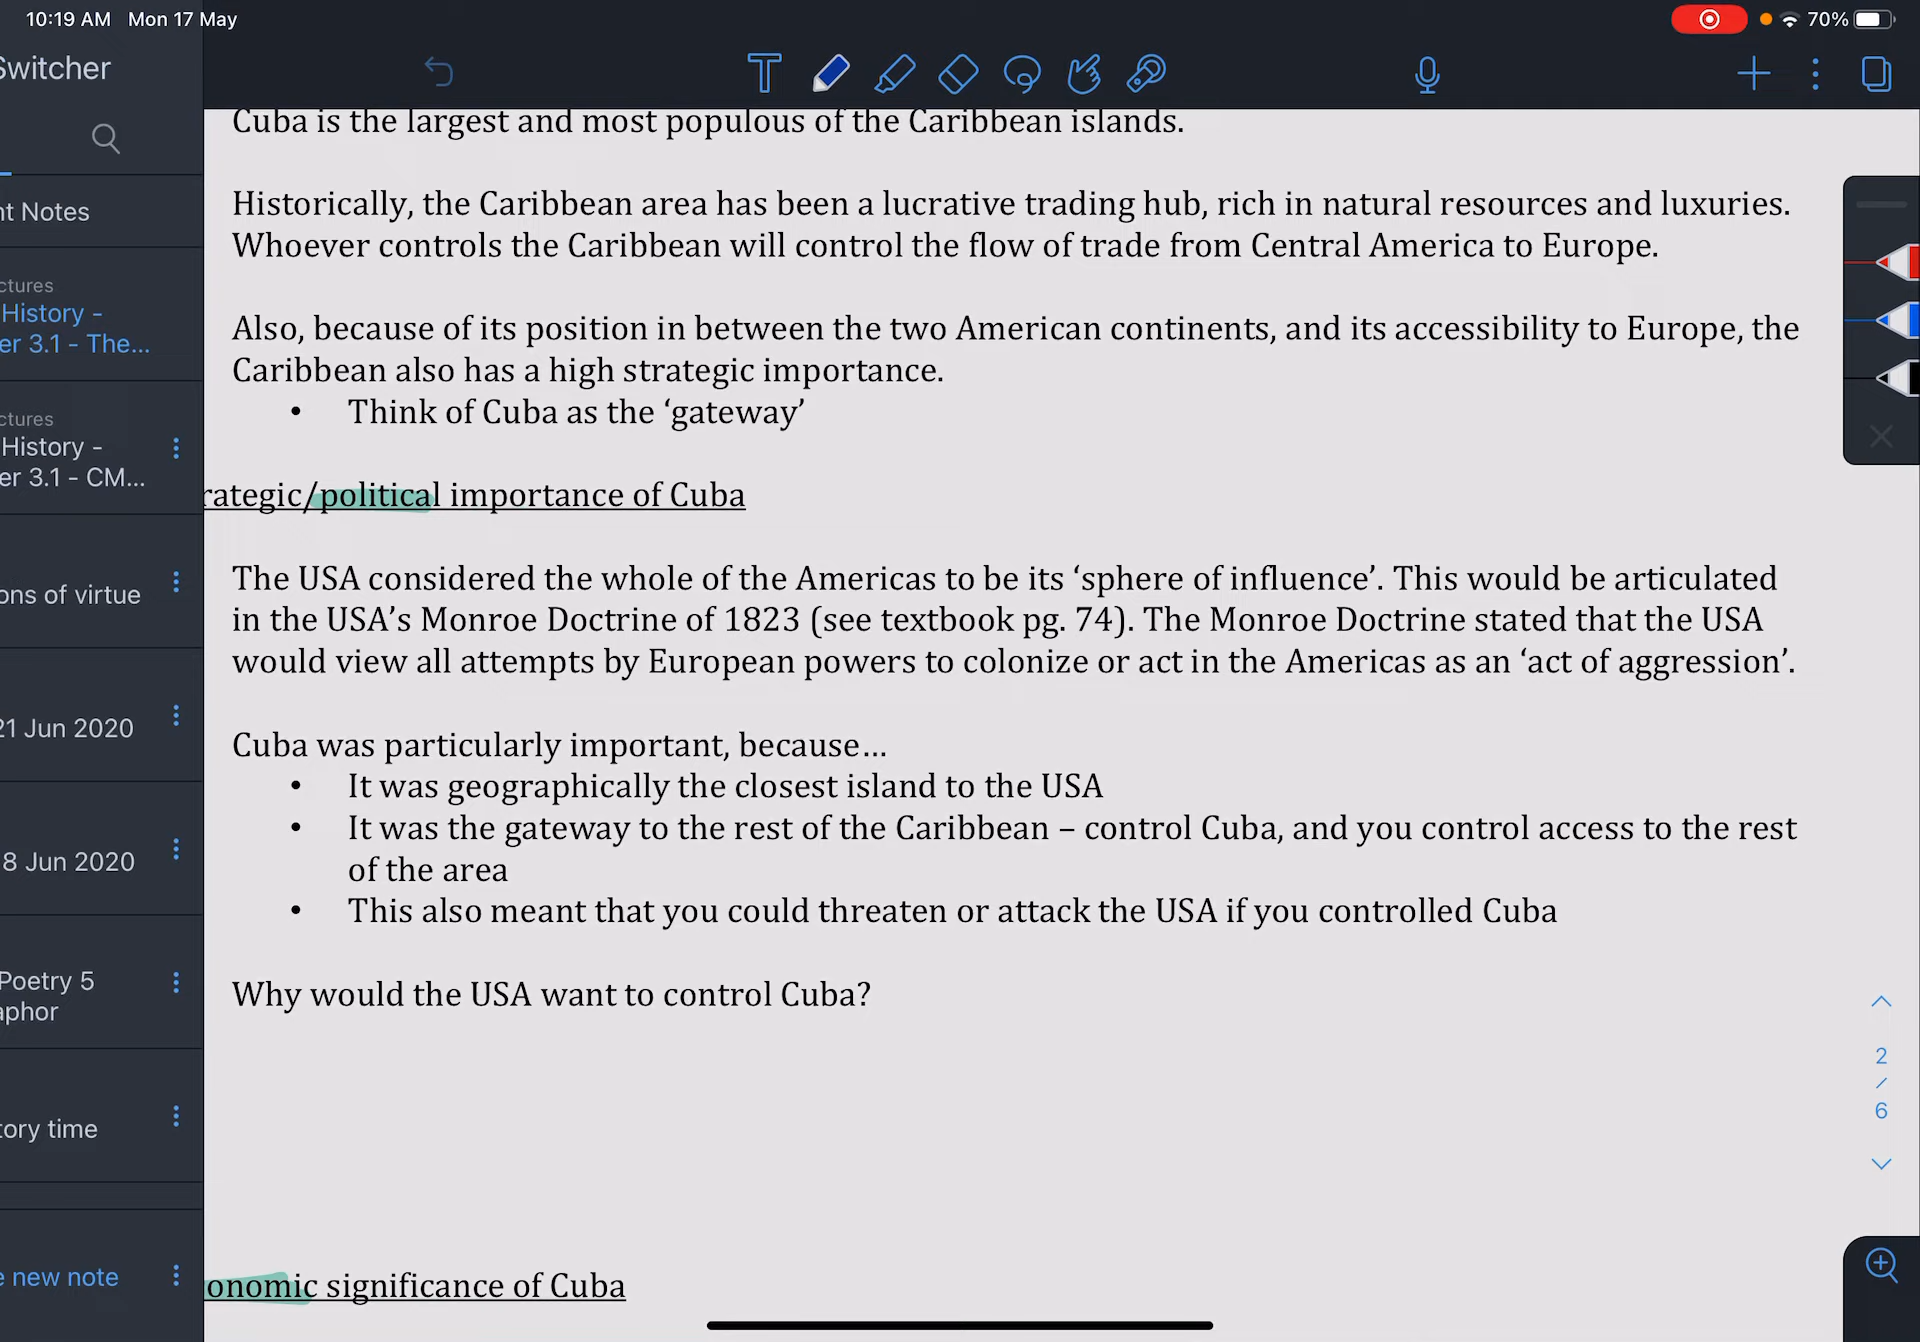 10:19 AM Mon 17 May
70%
Switcher
nt Notes
ctures
History -
er 3.1 - The...
ctures
History -
er 3.1 - CM...
ons of virtue
21 Jun 2020
8 Jun 2020
Poetry 5
aphor
tory time
e new note
T
Cuba is the largest and most populous of the Caribbean islands.
Historically, the Caribbean area has been a lucrative trading hub, rich in natural resources and luxuries.
Whoever controls the Caribbean will control the flow of trade from Central America to Europe.
Also, because of its position in between the two American continents, and its accessibility to Europe, the
Caribbean also has a high strategic importance.
• Think of Cuba as the ‘gateway’
rategic/political importance of Cuba
The USA considered the whole of the Americas to be its ‘sphere of influence’. This would be articulated
in the USA’s Monroe Doctrine of 1823 (see textbook pg. 74). The Monroe Doctrine stated that the USA
would view all attempts by European powers to colonize or act in the Americas as an ‘act of aggression’.
Cuba was particularly important, because…
• It was geographically the closest island to the USA
• It was the gateway to the rest of the Caribbean – control Cuba, and you control access to the rest
of the area
• This also meant that you could threaten or attack the USA if you controlled Cuba
Why would the USA want to control Cuba?
onomic significance of Cuba
2
/
6